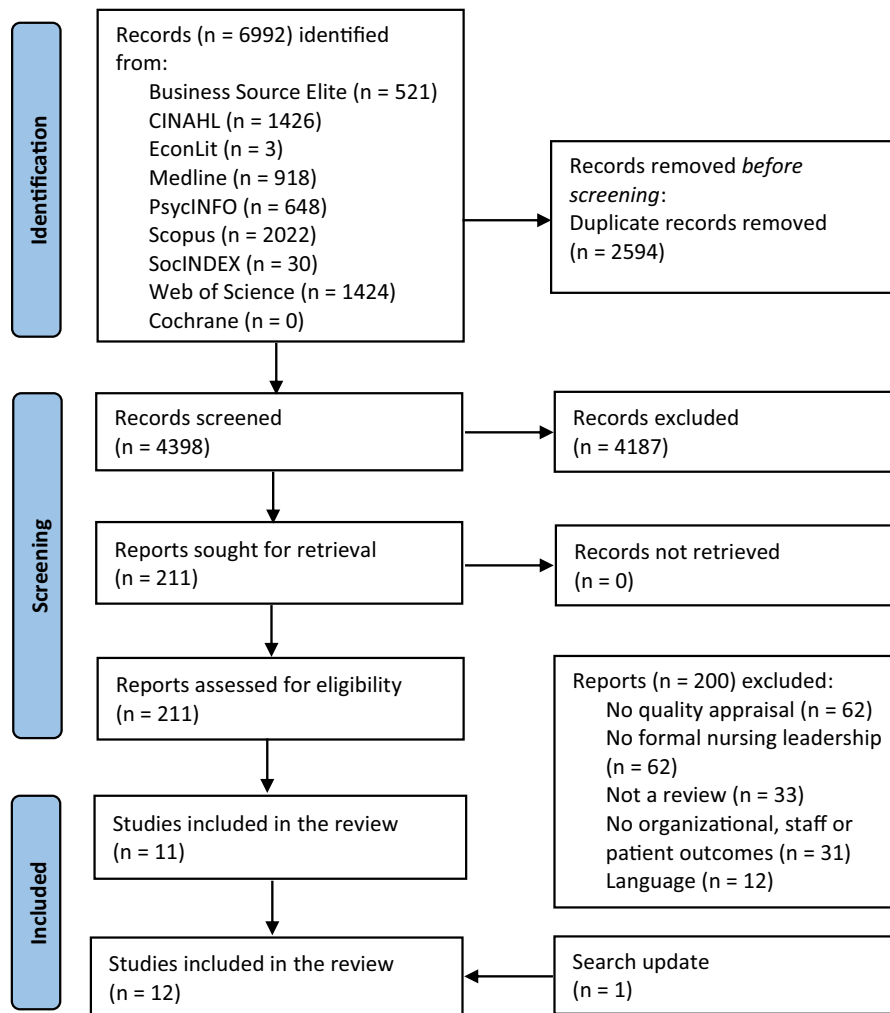 Identification
Records (n = 6992) identified
from:
Business Source Elite (n = 521)
CINAHL (n = 1426)
EconLit (n = 3)
Medline (n = 918)
PsycINFO (n = 648)
Scopus (n = 2022)
SocINDEX (n = 30)
Web of Science (n = 1424)
Cochrane (n = 0)
Records removed before
screening:
Duplicate records removed
(n = 2594)
Screening
Records screened
(n = 4398)
Records excluded
(n = 4187)
Reports sought for retrieval
(n = 211)
Records not retrieved
(n = 0)
Reports assessed for eligibility
(n = 211)
Reports (n = 200) excluded:
No quality appraisal (n = 62)
No formal nursing leadership
(n = 62)
Not a review (n = 33)
No organizational, staff or
patient outcomes (n = 31)
Language (n = 12)
Included
Studies included in the review
(n = 11)
Studies included in the review
(n = 12)
Search update
(n = 1)